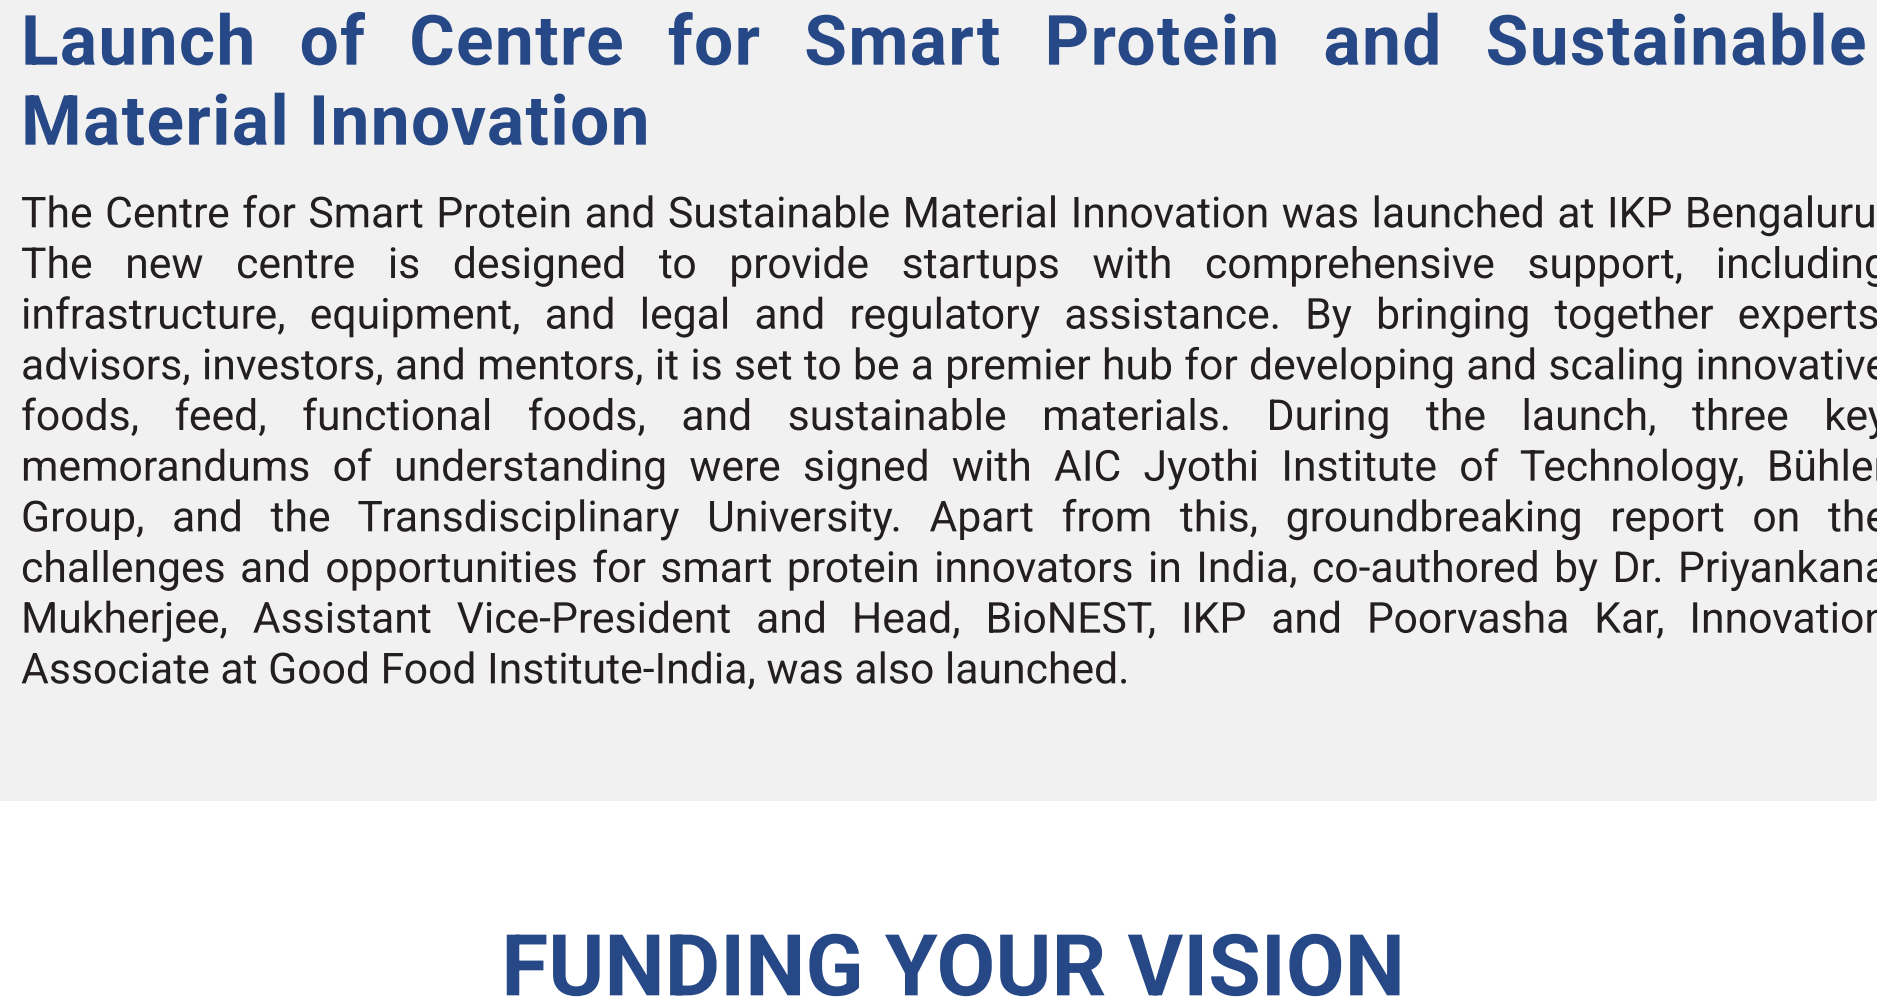 Launch of Centre for Smart Protein and Sustainable
Material Innovation
The Centre for Smart Protein and Sustainable Material Innovation was launched at IKP Bengaluru
The new centre is designed to provide startups with comprehensive support, including
infrastructure, equipment, and legal and regulatory assistance. By bringing together experts
advisors, investors, and mentors, it is set to be a premier hub for developing and scaling innovative
foods, feed, functional foods, and sustainable materials. During the launch, three key
memorandums of understanding were signed with AIC Jyothi Institute of Technology, Bühler
Group, and the Transdisciplinary University. Apart from this, groundbreaking report on the
challenges and opportunities for smart protein innovators in India, co-authored by Dr. Priyankana
Mukherjee, Assistant Vice-President and Head, BioNEST, IKP and Poorvasha Kar, Innovation
Associate at Good Food Institute-India, was also launched.
FUNDING YOUR VISION